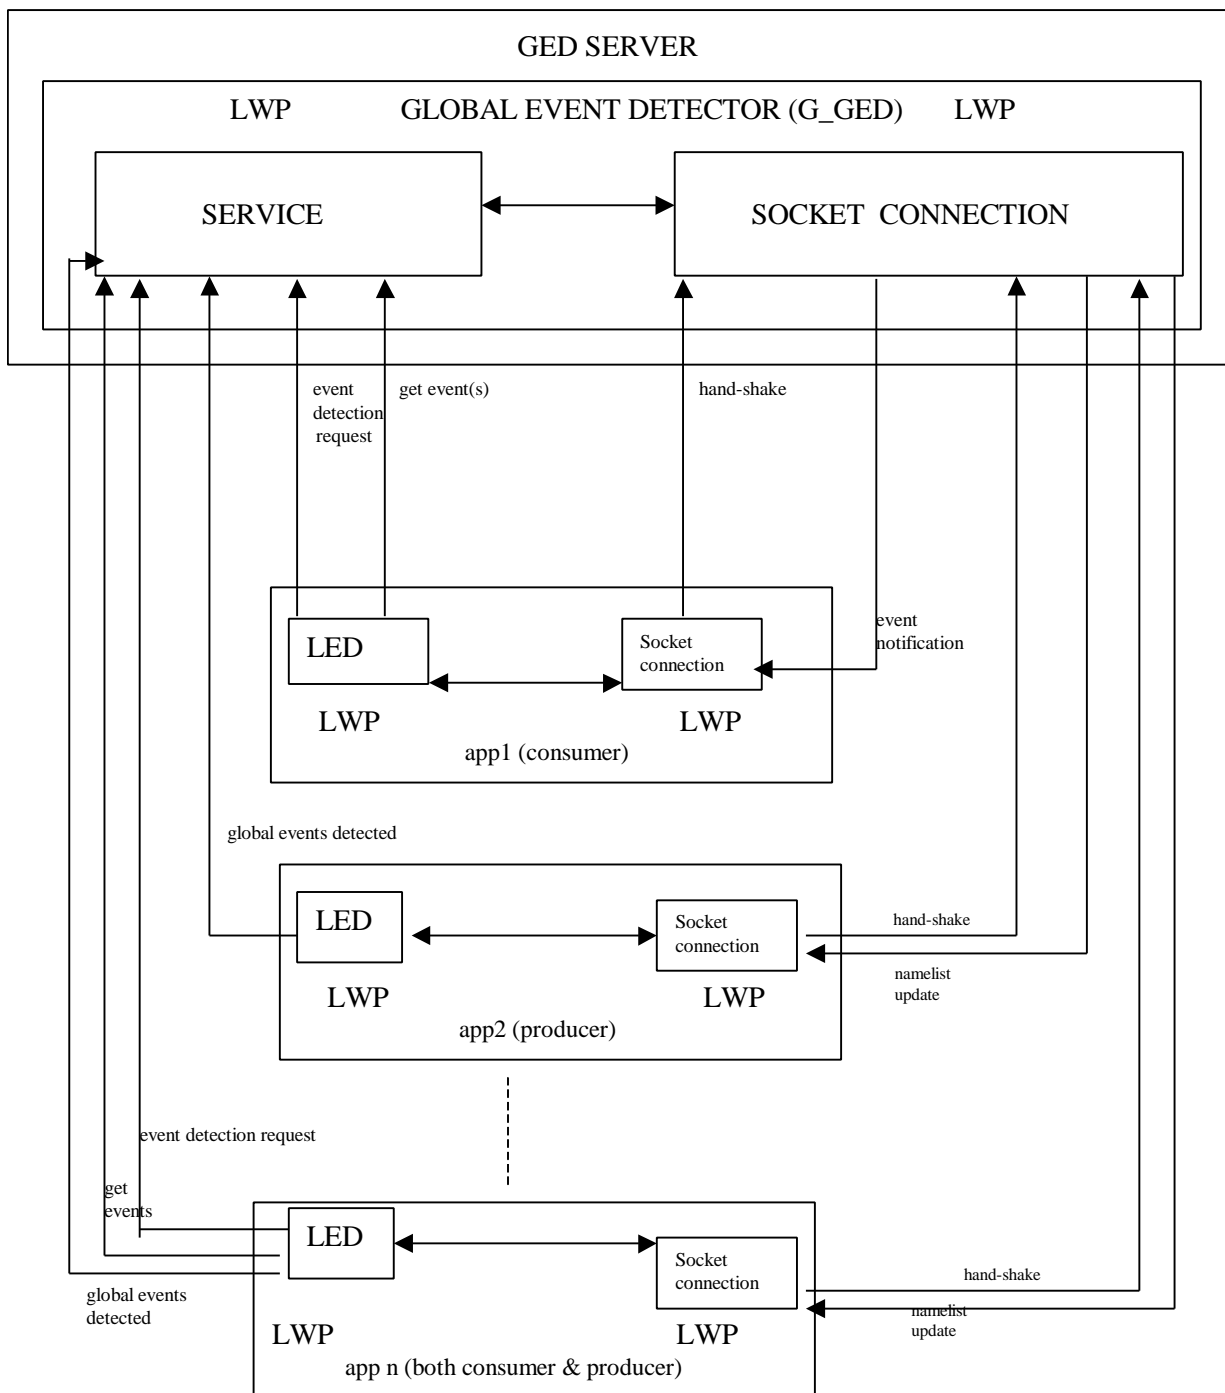 GED SERVER
LWP GLOBAL EVENT DETECTOR (G_GED) LWP
SERVICE
SOCKET CONNECTION
event
detection
request
get event(s)
hand-shake
LED
Socket
connection
event
notification
LWP
LWP
app1 (consumer)
global events detected
LED
Socket
connection
hand-shake
namelist
update
LWP
LWP
app2 (producer)
event detection request
get
events
LED
Socket
connection
hand-shake
global events
detected
namelist
update
LWP
LWP
app n (both consumer & producer)